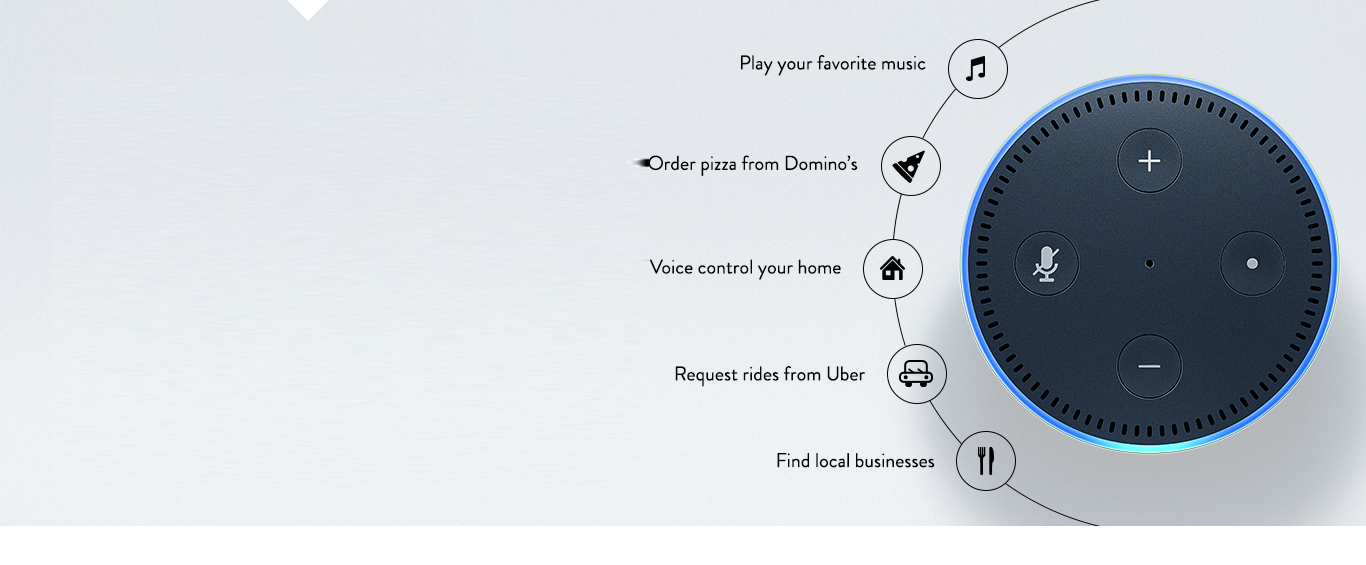 Play your favorite music
Order pizza from Domino's
Voice control your home
Request rides from Uber
Find local businesses